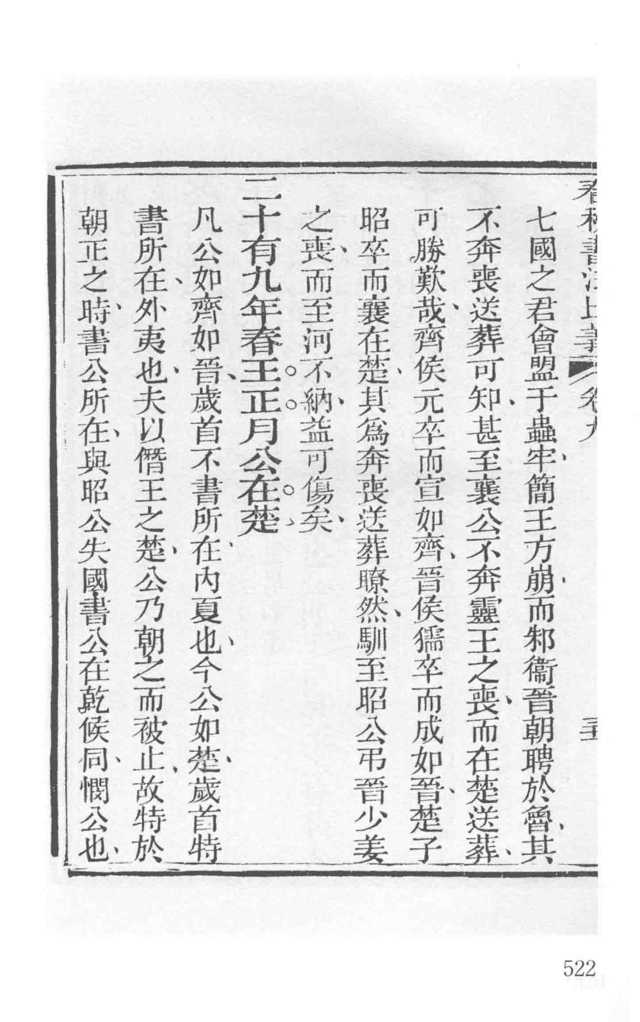 春秋書法比義 卷九
七國之君會盟于蟲牢簡王方崩而邾衞晉朝聘於魯其
不奔喪送葬可知甚至襄公不奔靈王之喪而在楚送葬
可勝歎哉齊侯元卒而宣如齊晉侯獳卒而成如晉楚子
昭卒而襄在楚其爲奔喪送葬瞭然馴至昭公弔晉少姜
之喪而至河不納益可傷矣
二十有九年春王正月公在楚
凡公如齊如晉歲首不書所在內夏也今公如楚歲首特
書所在外夷也夫以僭王之楚公乃朝之而被止故特於
朝正之時書公所在與昭公失國書公在乾侯同憫公也
522